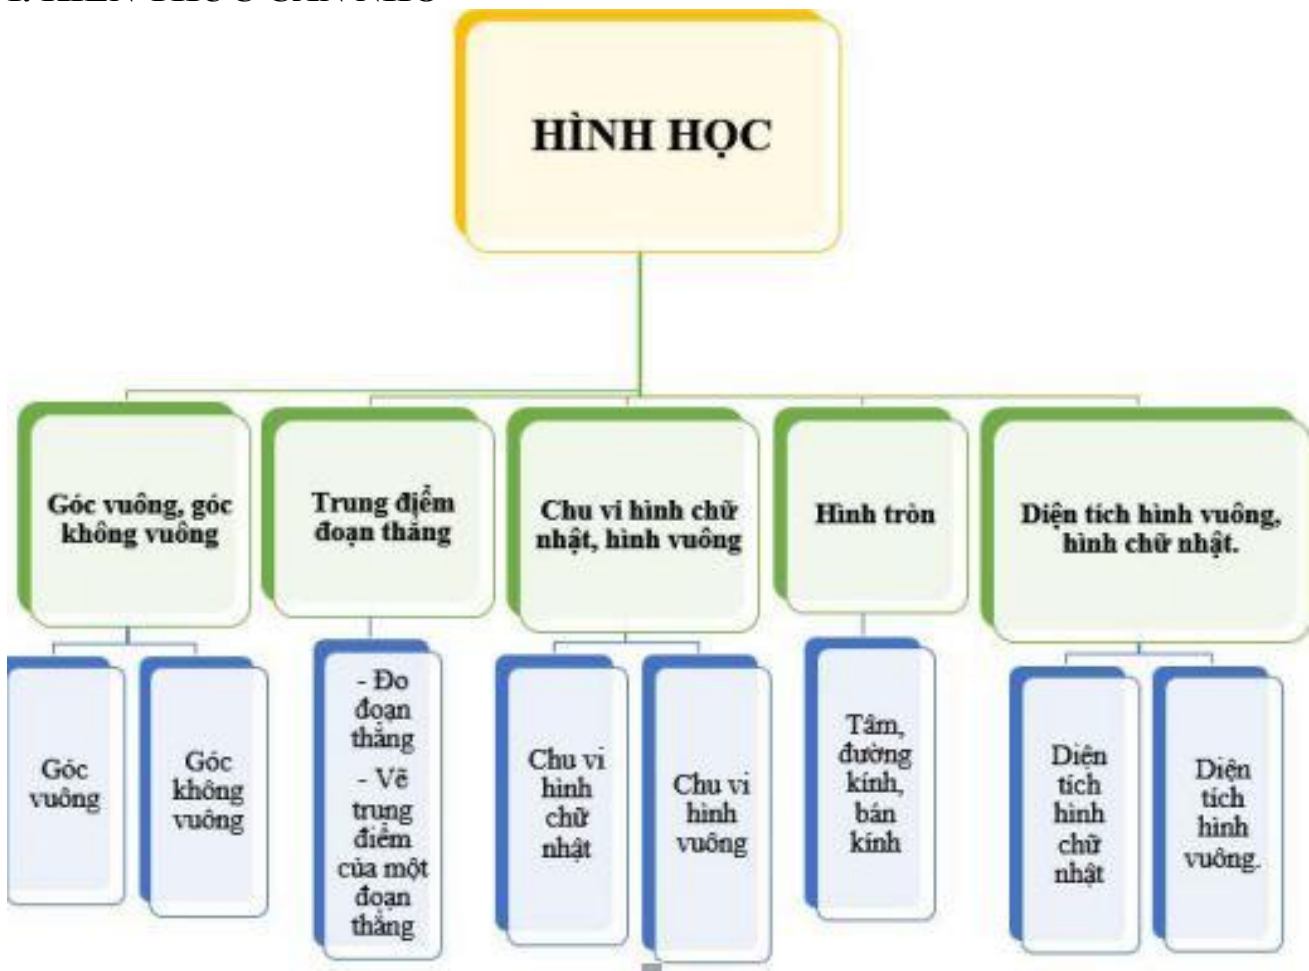 HÌNH HỌC
Góc vuông, góc
không vuông
Trung điểm
đoạn thẳng
Chu vi hình chữ
nhật, hình vuông
Hình tròn
Diện tích hình vuông,
hình chữ nhật.
Góc
vuông
Góc
không
vuông
- Đo
đoạn
thẳng
- Vẽ
trung
điểm
của một
đoạn
thẳng
Chu vi
hình
chữ
nhật
Chu vi
hình
vuông
Tâm,
đường
kính,
bán
kính
Diện
tích
hình
chữ
nhật
Diện
tích
hình
vuông.